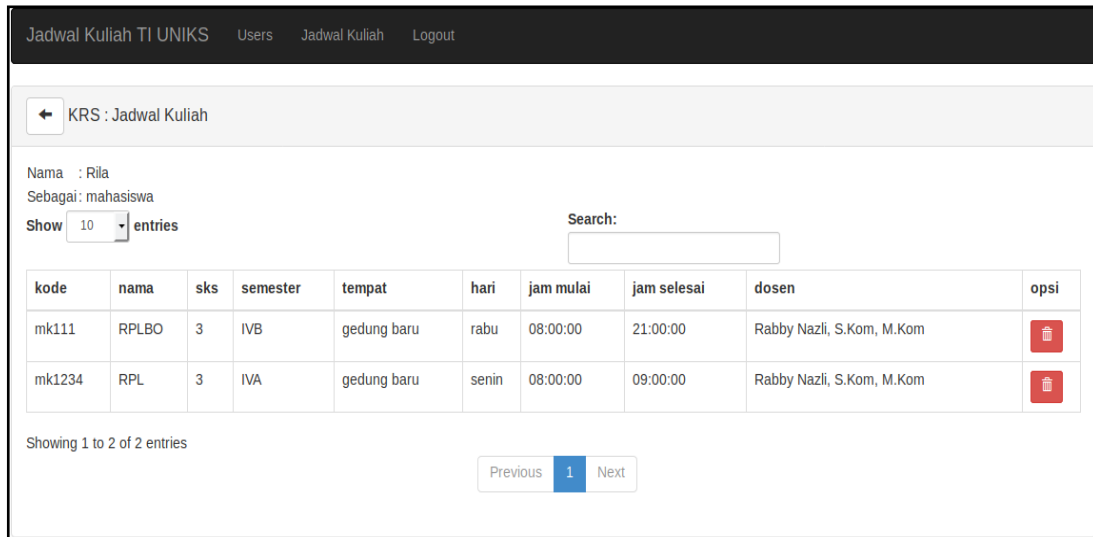 Jadwal Kuliah TI UNIKS Users Jadwal Kuliah Logout
KRS : Jadwal Kuliah
Nama : Rila
Sebagai : mahasiswa
Show 10 entries
Search:
kode nama sks semester tempat hari jam mulai jam selesai dosen opsi
mk111 RPLBO 3 IVB gedung baru rabu 08:00:00 21:00:00 Rabby Nazli, S.Kom, M.Kom
mk1234 RPL 3 IVA gedung baru senin 08:00:00 09:00:00 Rabby Nazli, S.Kom, M.Kom
Showing 1 to 2 of 2 entries
Previous 1 Next